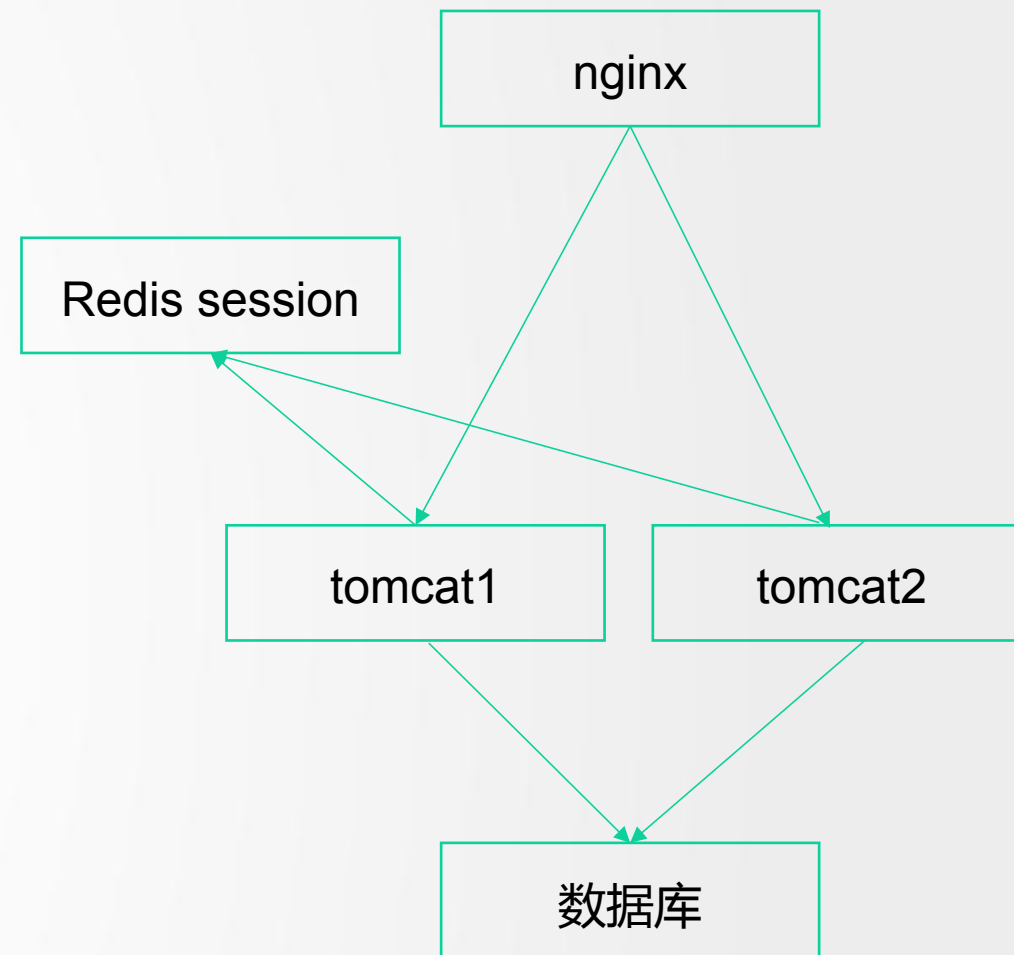 nginx
Redis session
tomcat1
tomcat2
数据库